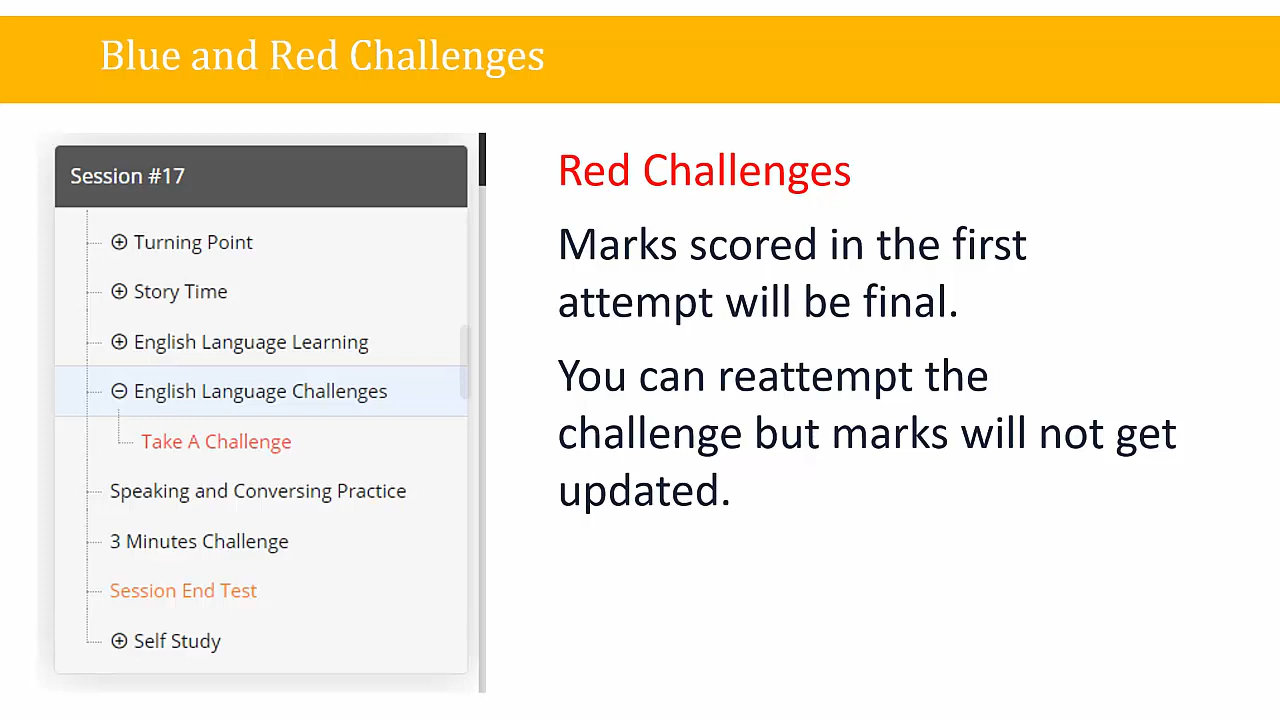 Blue and Red Challenges
Session #17
Turning Point
Story Time
English Language Learning
English Language Challenges
Take A Challenge
Speaking and Conversing Practice
3 Minutes Challenge
Session End Test
Self Study
Red Challenges
Marks scored in the first
attempt will be final.
You can reattempt the
challenge but marks will not get
updated.